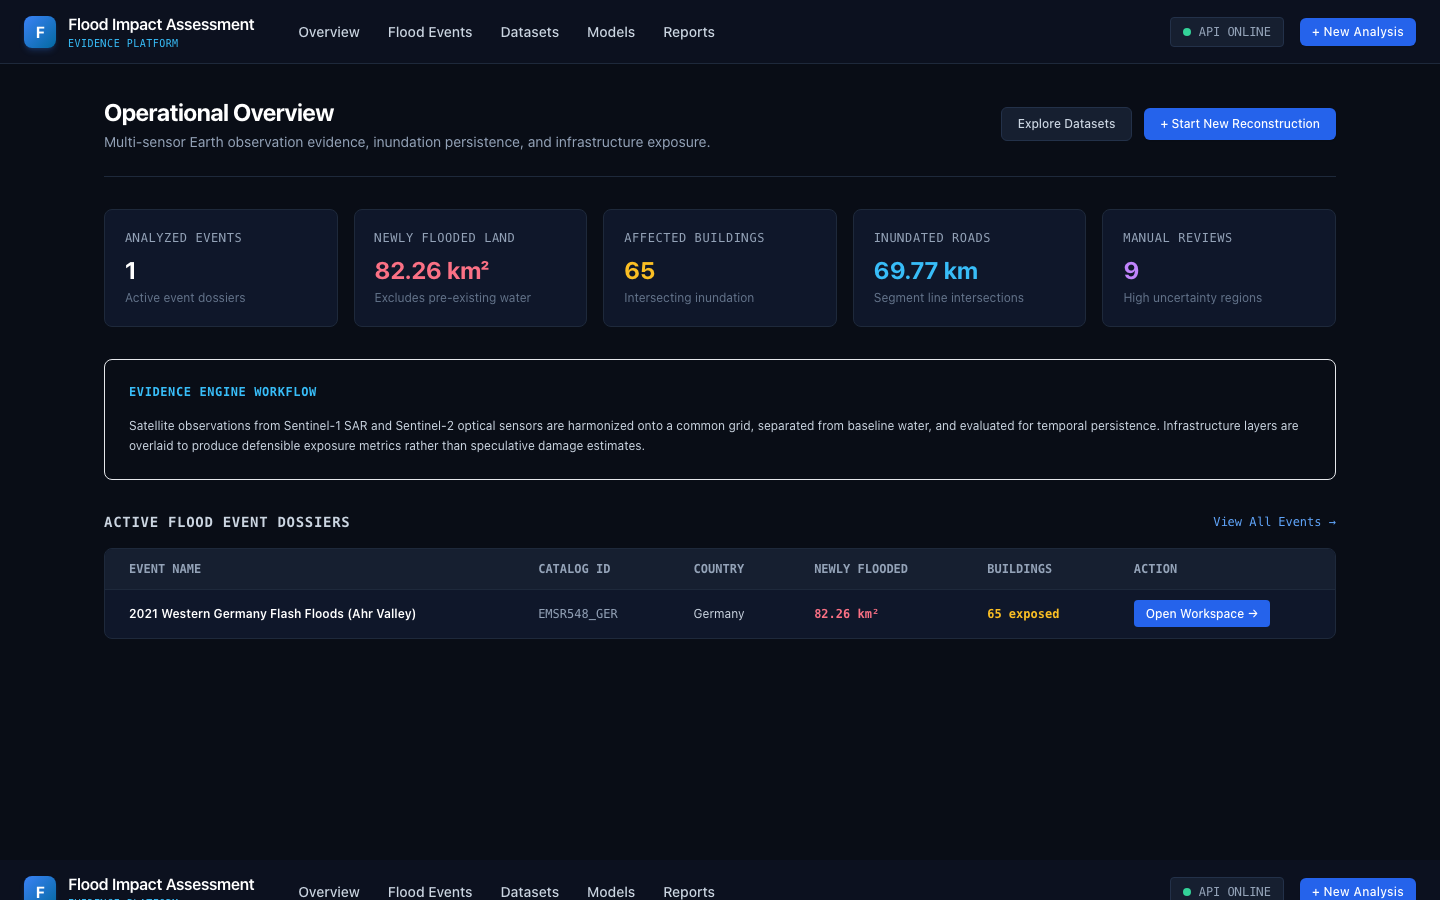 F
Flood Impact Assessment
EVIDENCE PLATFORM
Overview Flood Events Datasets Models Reports
API ONLINE
+ New Analysis
Operational Overview
Multi-sensor Earth observation evidence, inundation persistence, and infrastructure exposure.
Explore Datasets
+ Start New Reconstruction
ANALYZED EVENTS
1
Active event dossiers
NEWLY FLOODED LAND
82.26 km²
Excludes pre-existing water
AFFECTED BUILDINGS
65
Intersecting inundation
INUNDATED ROADS
69.77 km
Segment line intersections
MANUAL REVIEWS
9
High uncertainty regions
EVIDENCE ENGINE WORKFLOW
Satellite observations from Sentinel-1 SAR and Sentinel-2 optical sensors are harmonized onto a common grid, separated from baseline water, and evaluated for temporal persistence. Infrastructure layers are
overlaid to produce defensible exposure metrics rather than speculative damage estimates.
ACTIVE FLOOD EVENT DOSSIERS
View All Events →
EVENT NAME CATALOG ID COUNTRY NEWLY FLOODED BUILDINGS ACTION
2021 Western Germany Flash Floods (Ahr Valley) EMSR548_GER Germany 82.26 km² 65 exposed Open Workspace →
F
Flood Impact Assessment
Overview Flood Events Datasets Models Reports
API ONLINE
+ New Analysis